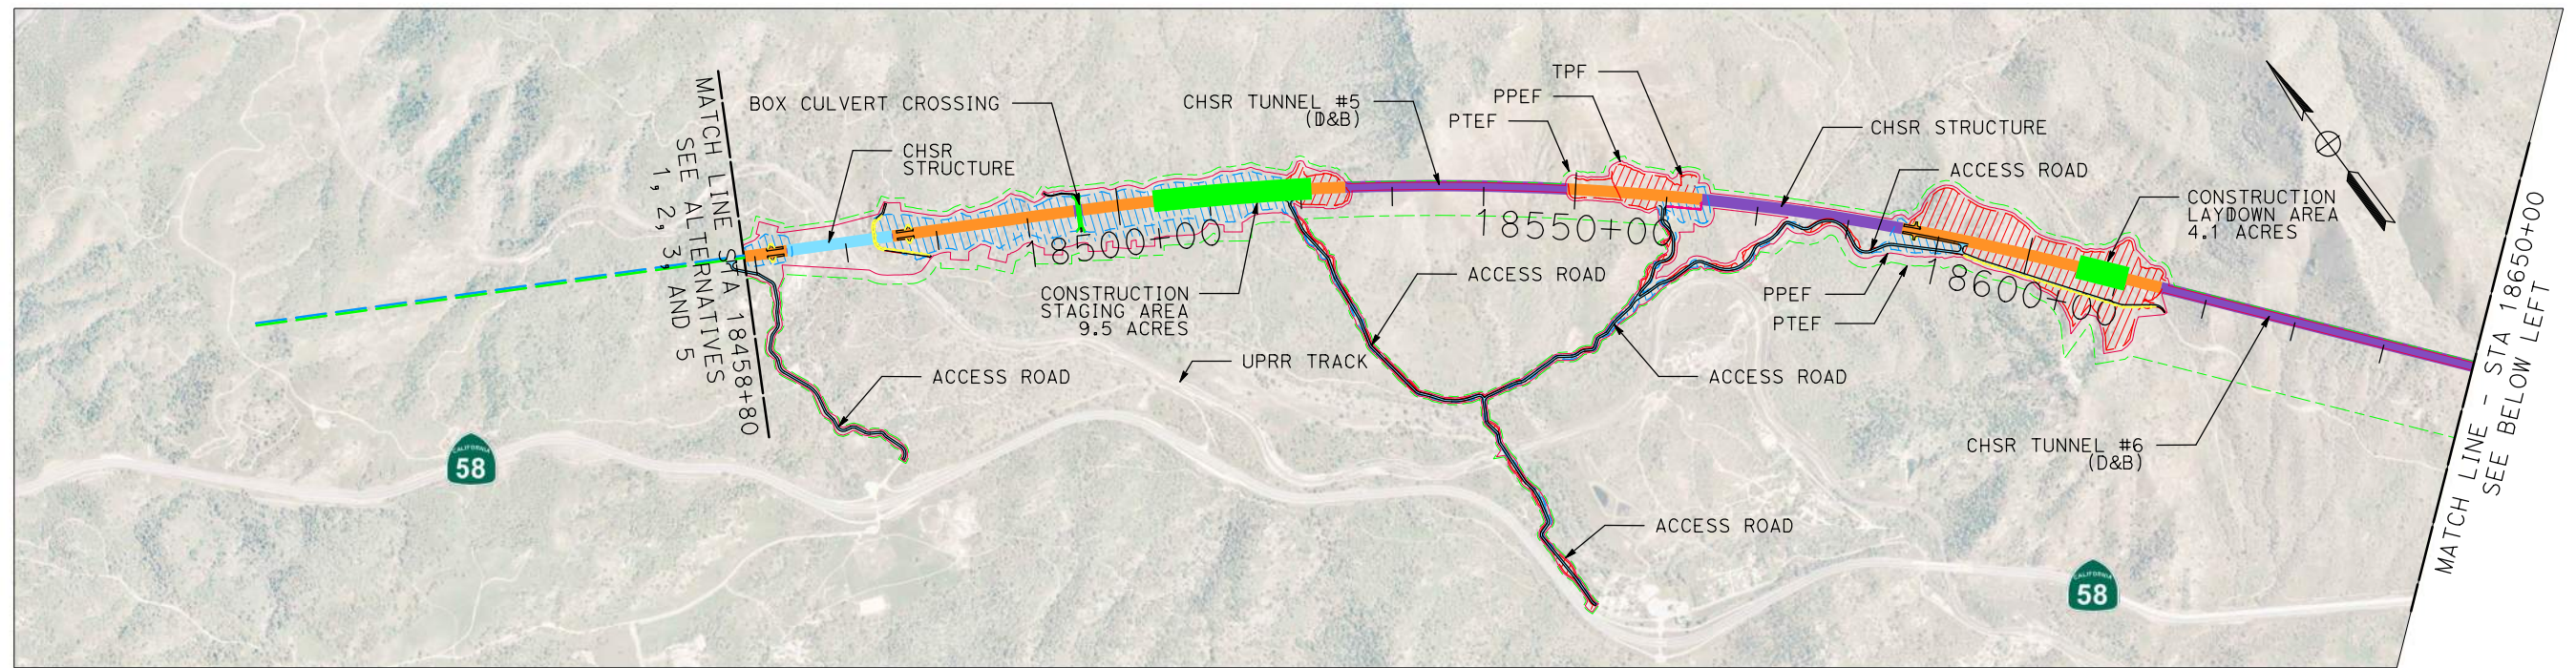 MATCH LINE STA 18458+80
SEE ALTERNATIVES
1, 2, 3, AND 5
BOX CULVERT CROSSING
CHSR
STRUCTURE
18500+00
CONSTRUCTION
STAGING AREA
9.5 ACRES
CHSR TUNNEL #5
(D&B)
TPF
PPEF
PTEF
18550+00
CHSR STRUCTURE
ACCESS ROAD
CONSTRUCTION
LAYDOWN AREA
4.1 ACRES
ACCESS ROAD
PPEF
PTEF
18600+00
UPRR TRACK
ACCESS ROAD
ACCESS ROAD
CHSR TUNNEL #6
(D&B)
ACCESS ROAD
CALIFORNIA
58
CALIFORNIA
58
MATCH LINE - STA 18650+00
SEE BELOW LEFT